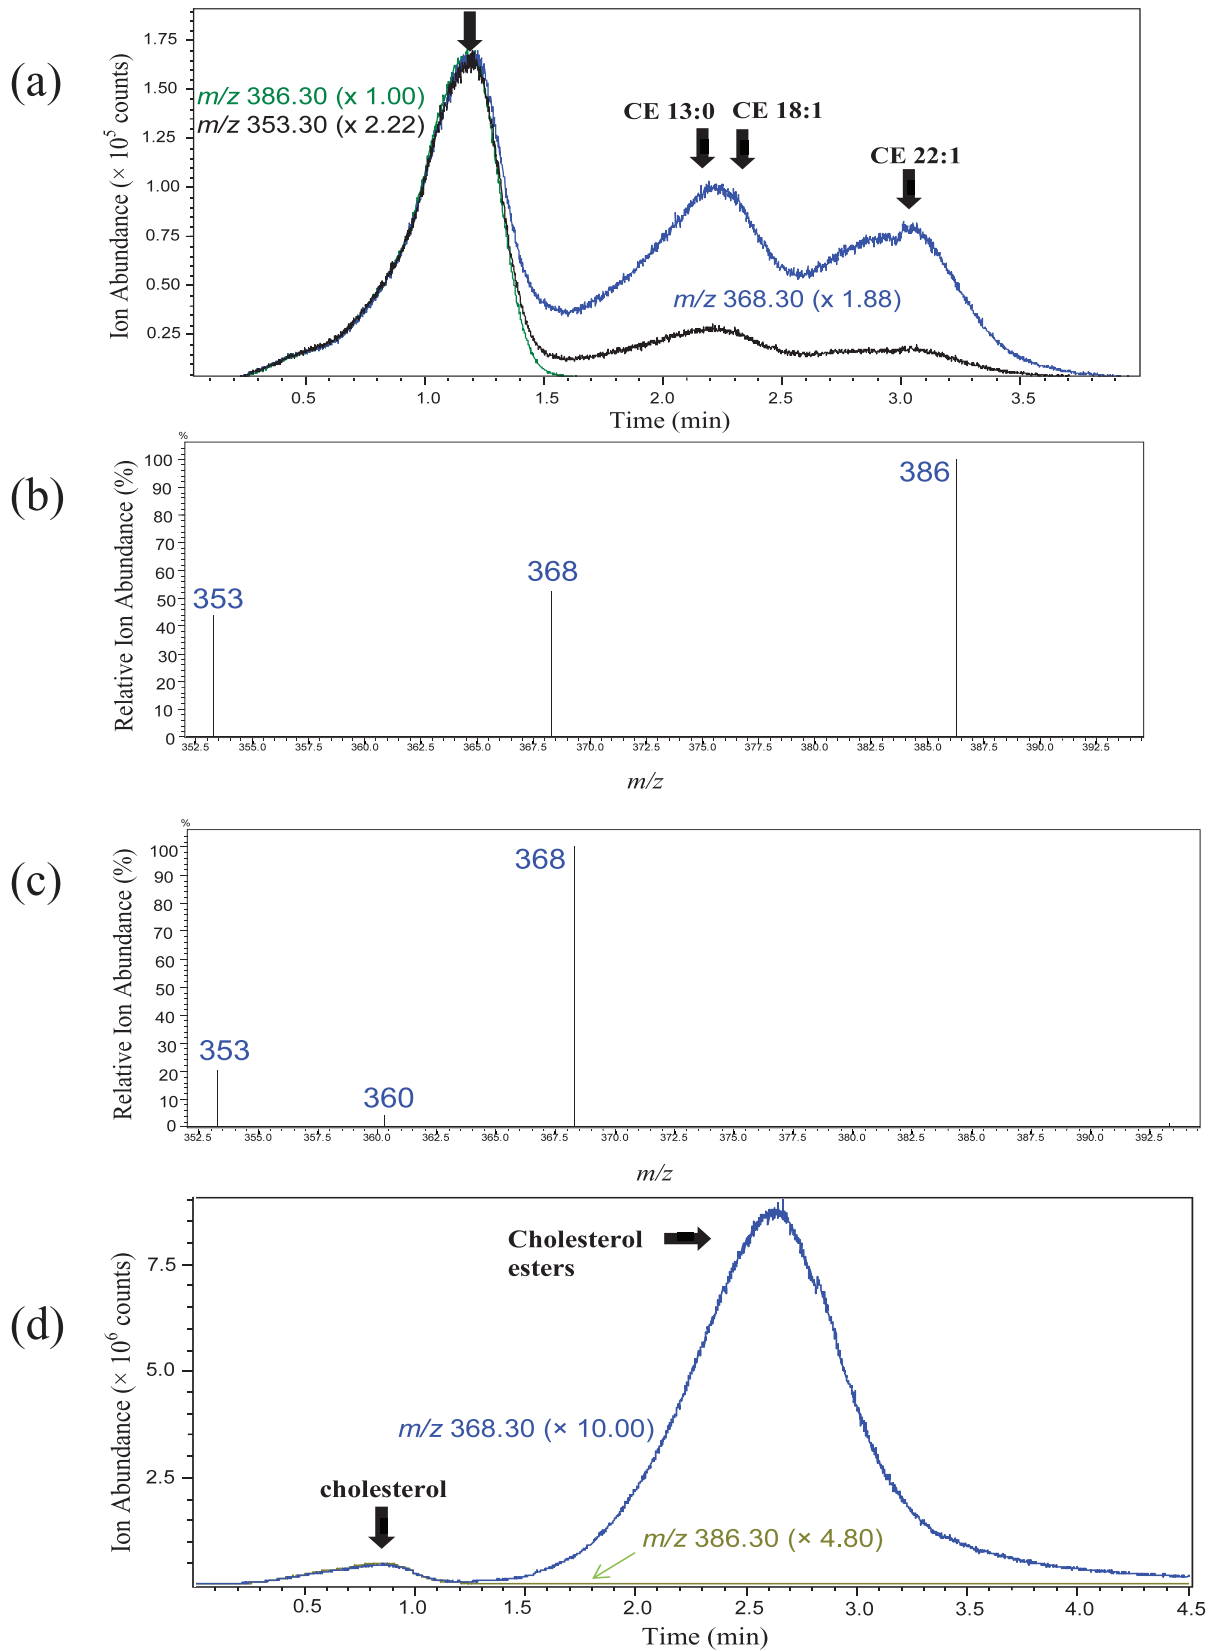 (a)
Ion Abundance (× 10⁵ counts)
1.75
1.50
1.25
1.00
0.75
0.50
0.25
m/z 386.30 (x 1.00)
m/z 353.30 (x 2.22)
CE 13:0 CE 18:1
CE 22:1
m/z 368.30 (x 1.88)
0.5 1.0 1.5 2.0 2.5 3.0 3.5
Time (min)
(b)
Relative Ion Abundance (%)
%
100
90
80
70
60
50
40
30
20
10
0
353
368
386
352.5 355.0 357.5 360.0 362.5 365.0 367.5 370.0 372.5 375.0 377.5 380.0 382.5 385.0 387.5 390.0 392.5
m/z
(c)
Relative Ion Abundance (%)
%
100
90
80
70
60
50
40
30
20
10
0
353
360
368
352.5 355.0 357.5 360.0 362.5 365.0 367.5 370.0 372.5 375.0 377.5 380.0 382.5 385.0 387.5 390.0 392.5
m/z
(d)
Ion Abundance (× 10⁶ counts)
7.5
5.0
2.5
Cholesterol
esters
m/z 368.30 (× 10.00)
cholesterol
m/z 386.30 (× 4.80)
0.5 1.0 1.5 2.0 2.5 3.0 3.5 4.0 4.5
Time (min)